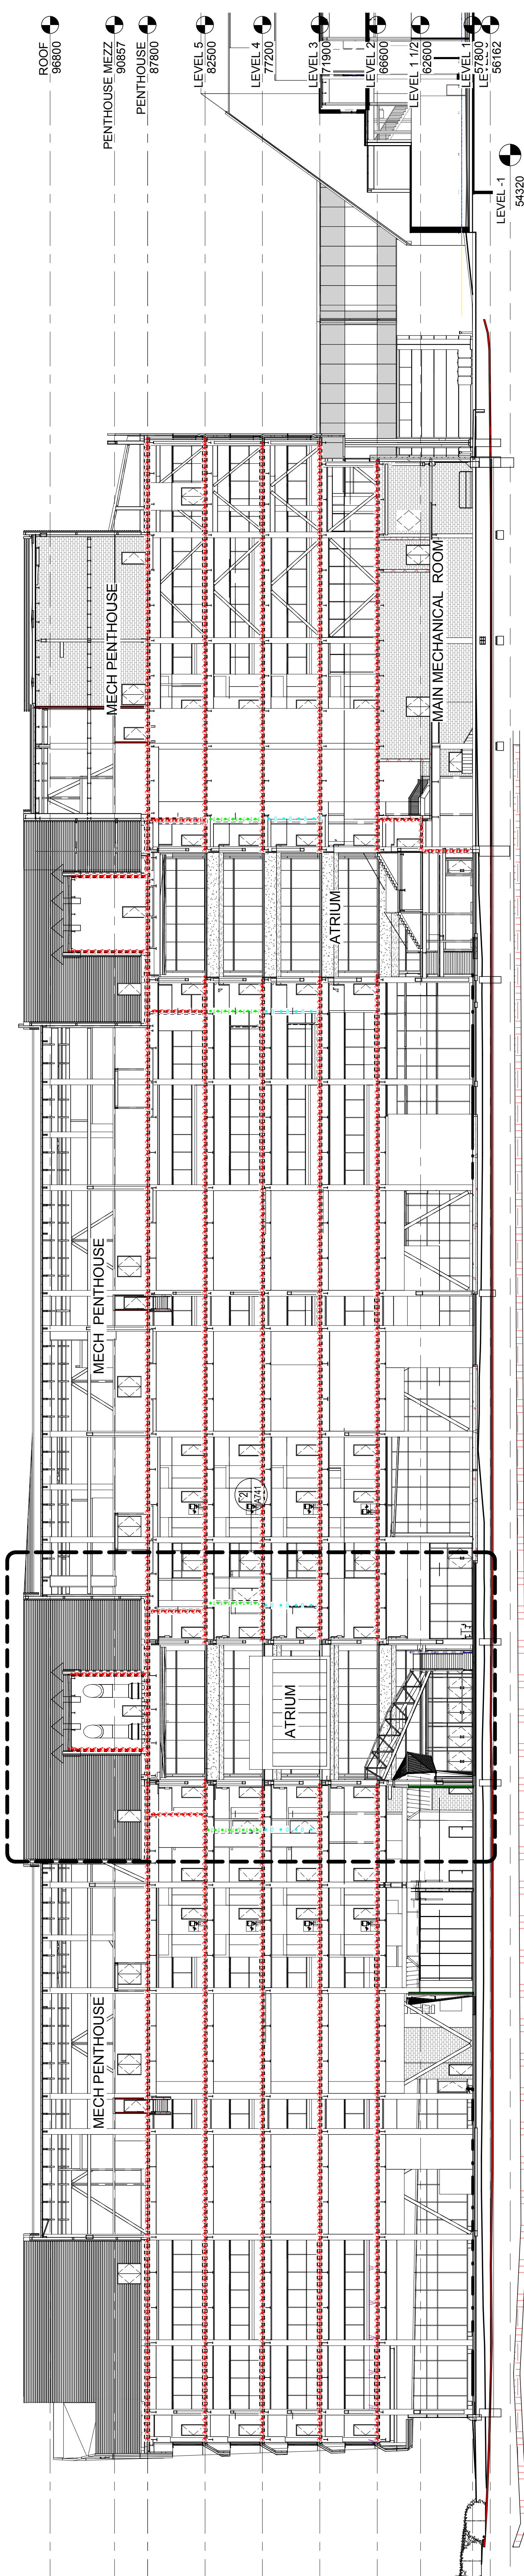 ROOF
96800
PENTHOUSE MEZZ
90857
PENTHOUSE
87800
LEVEL 5
82500
LEVEL 4
77200
LEVEL 3
71900
LEVEL 2
66600
LEVEL 1 1/2
62600
LEVEL 1
57800
56162
LEVEL -1
54320
MECH PENTHOUSE
MAIN MECHANICAL ROOM
ATRIUM
MECH PENTHOUSE
2
A741
ATRIUM
MECH PENTHOUSE